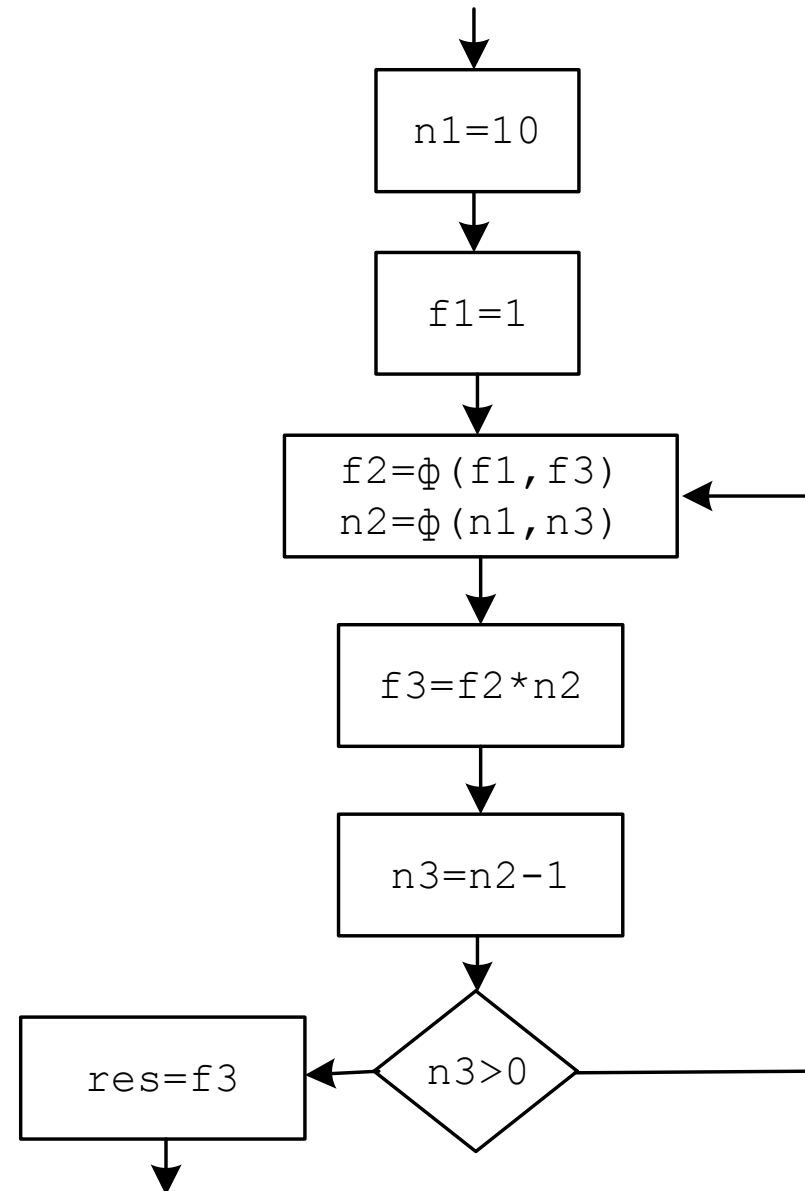 n1=10
f1=1
f2=ф(f1,f3)
n2=ф(n1,n3)
f3=f2*n2
n3=n2-1
n3>0
res=f3